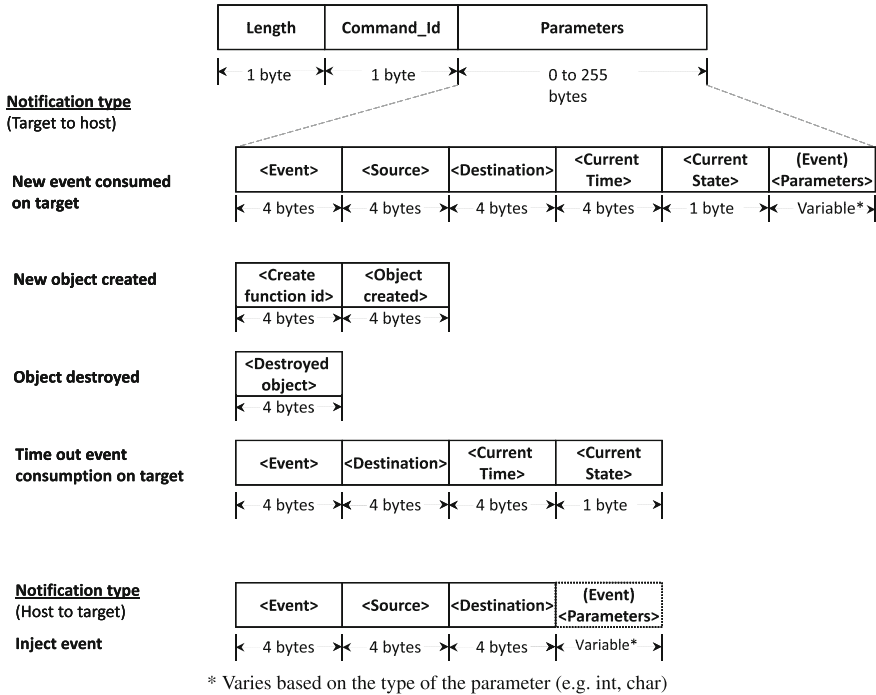 Length Command_Id Parameters
1 byte 1 byte 0 to 255
bytes
Notification type
(Target to host)
New event consumed
on target
<Event> <Source> <Destination> <Current
Time> <Current
State> (Event)
<Parameters>
4 bytes 4 bytes 4 bytes 4 bytes 1 byte Variable*
New object created
<Create
function id> <Object
created>
4 bytes 4 bytes
Object destroyed
<Destroyed
object>
4 bytes
Time out event
consumption on target
<Event> <Destination> <Current
Time> <Current
State>
4 bytes 4 bytes 4 bytes 1 byte
Notification type
(Host to target)
Inject event
<Event> <Source> <Destination> (Event)
<Parameters>
4 bytes 4 bytes 4 bytes Variable*
* Varies based on the type of the parameter (e.g. int, char)